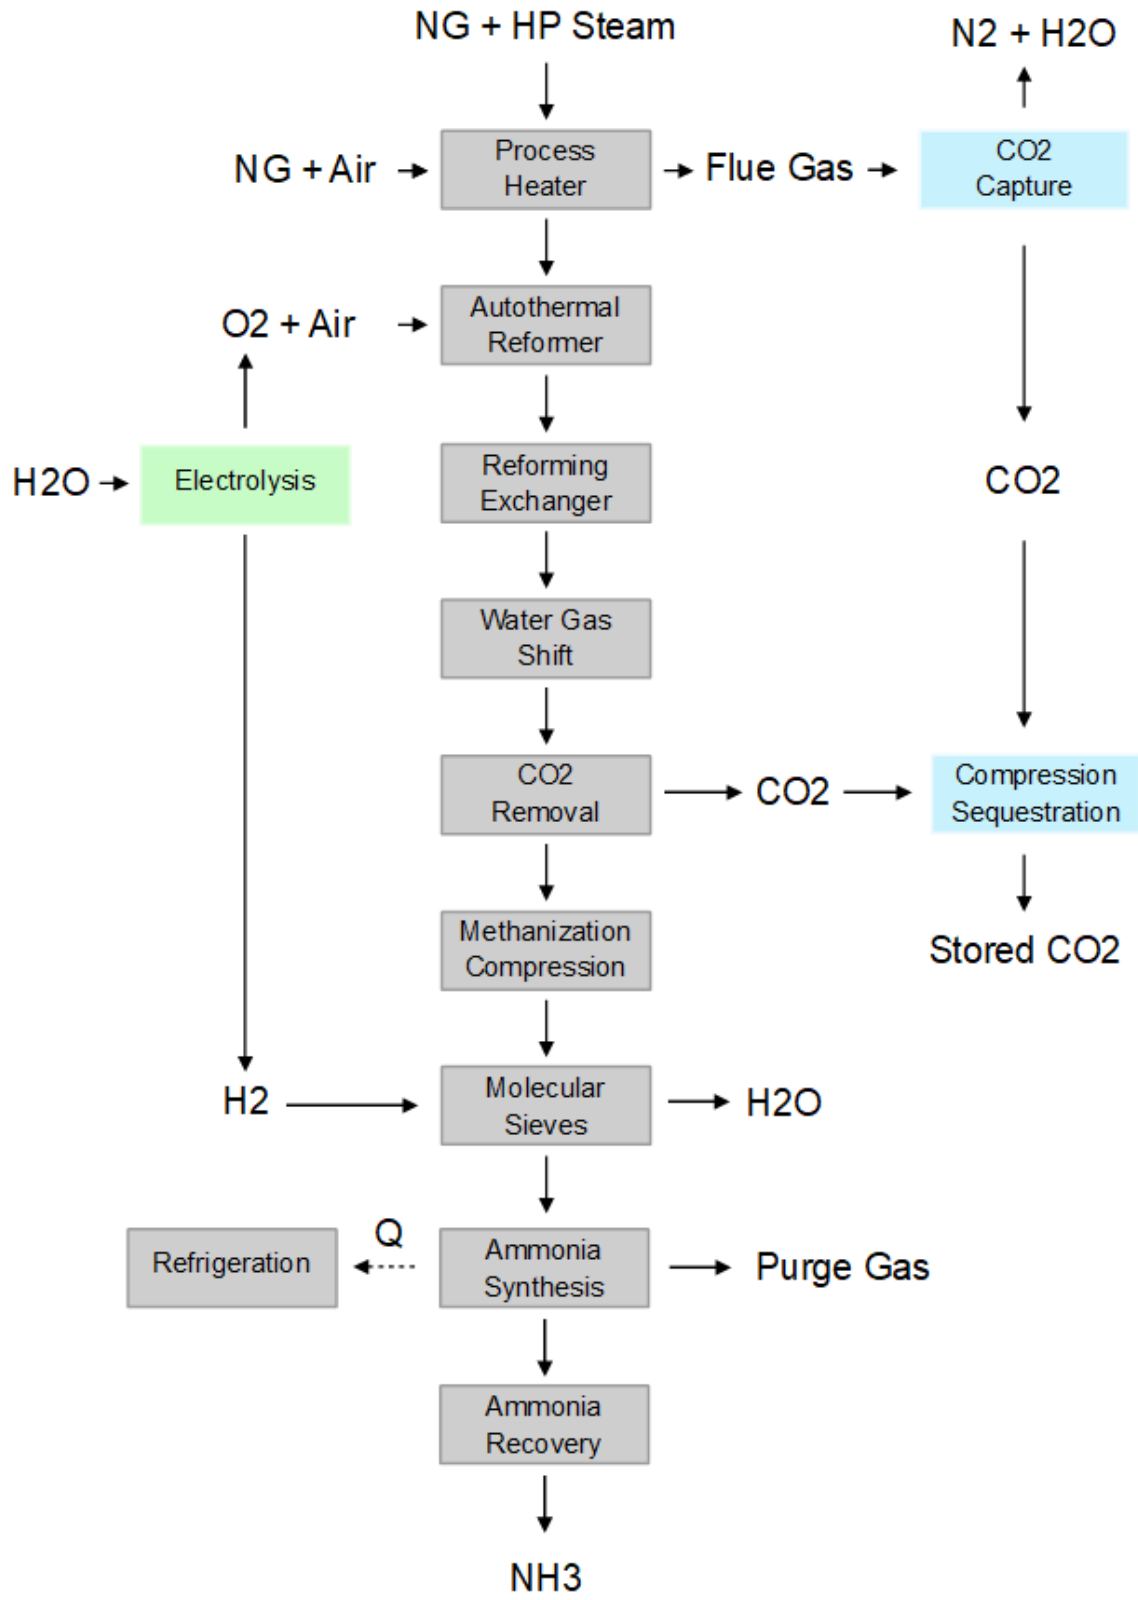 NG + HP Steam
N2 + H2O
NG + Air
Process
Heater
Flue Gas
CO2
Capture
O2 + Air
Autothermal
Reformer
H2O
Electrolysis
Reforming
Exchanger
CO2
Water Gas
Shift
CO2
Removal
CO2
Compression
Sequestration
Methanization
Compression
Stored CO2
H2
Molecular
Sieves
H2O
Refrigeration
Q
Ammonia
Synthesis
Purge Gas
Ammonia
Recovery
NH3